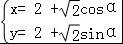 x= 2 +√2cosα
y= 2 +√2sinα